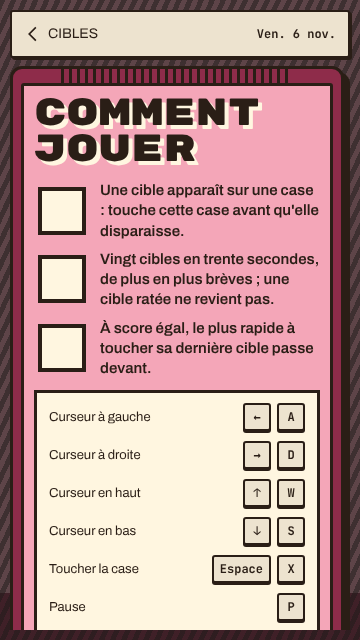 CIBLES
Ven. 6 nov.
COMMENT
JOUER
Une cible apparaît sur une case
: touche cette case avant qu'elle
disparaisse.
Vingt cibles en trente secondes,
de plus en plus brèves ; une
cible ratée ne revient pas.
À score égal, le plus rapide à
toucher sa dernière cible passe
devant.
Curseur à gauche ← A
Curseur à droite → D
Curseur en haut ↑ W
Curseur en bas ↓ S
Toucher la case Espace X
Pause P